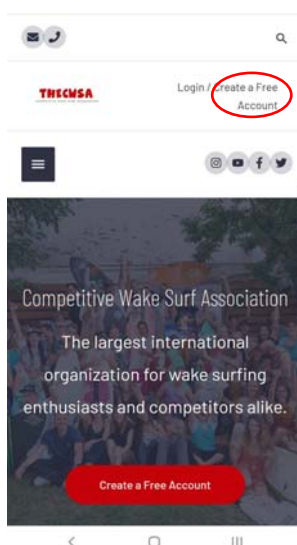 THECWSA
Login / Create a Free
Account
Competitive Wake Surf Association
The largest international
organization for wake surfing
enthusiasts and competitors alike.
Create a Free Account